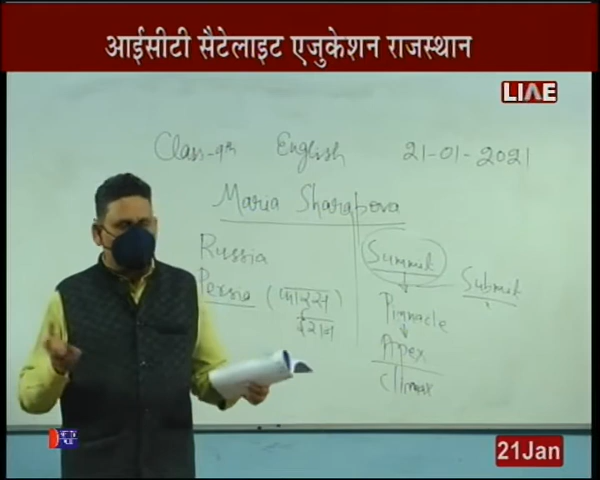 आईसीटी सैटेलाइट एजुकेशन राजस्थान
LIVE
Class-9th English 21-01-2021
Maria Sharapova
Russia
Persia (फारस)
ईरान
Summit
Submit
Pinnacle
Apex
Climax
21Jan